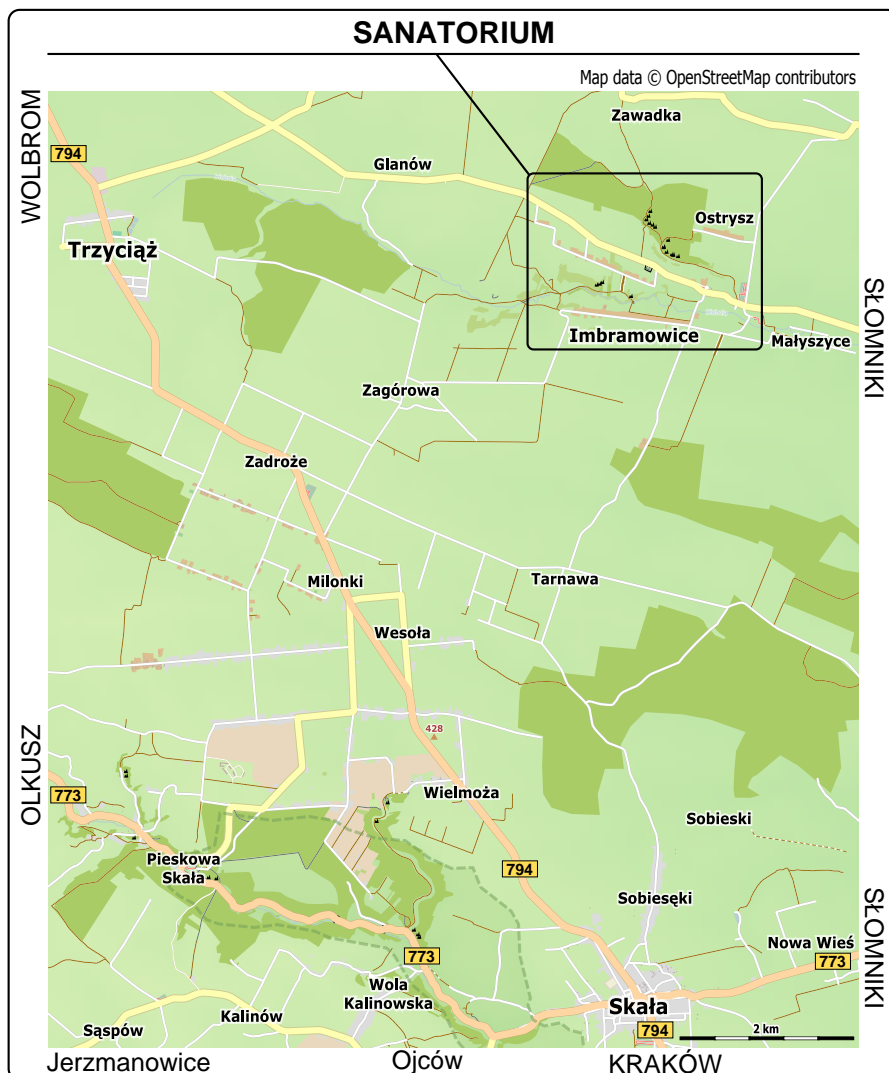 SANATORIUM
Map data © OpenStreetMap contributors
WOLBROM
Zawadka
794
Glanów
Ostrysz
Trzyciąż
SŁOMNIKI
Imbramowice
Małyszyce
Zagórowa
Zadroże
Milonki
Tarnawa
Wesoła
OLKUSZ
428
773
Wielmoża
Sobieski
Pieskowa
Skała
794
Sobiesęki
SŁOMNIKI
Nowa Wieś
773
773
Wola
Kalinowska
Skała
Kalinów
Sąspów
794
2 km
Jerzmanowice
Ojców
KRAKÓW